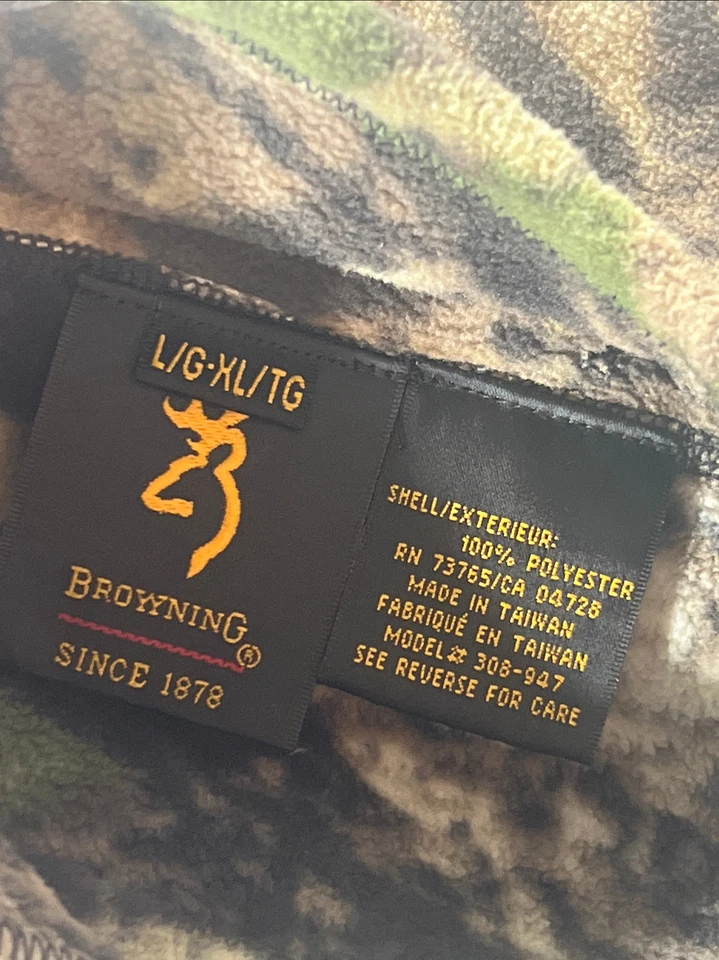 L/G·XL/TG
BROWNING®
SINCE 1878
SHELL/EXTERIEUR:
100% POLYESTER
RN 73765/CA 04728
MADE IN TAIWAN
FABRIQUÉ EN TAIWAN
MODEL# 308-947
SEE REVERSE FOR CARE